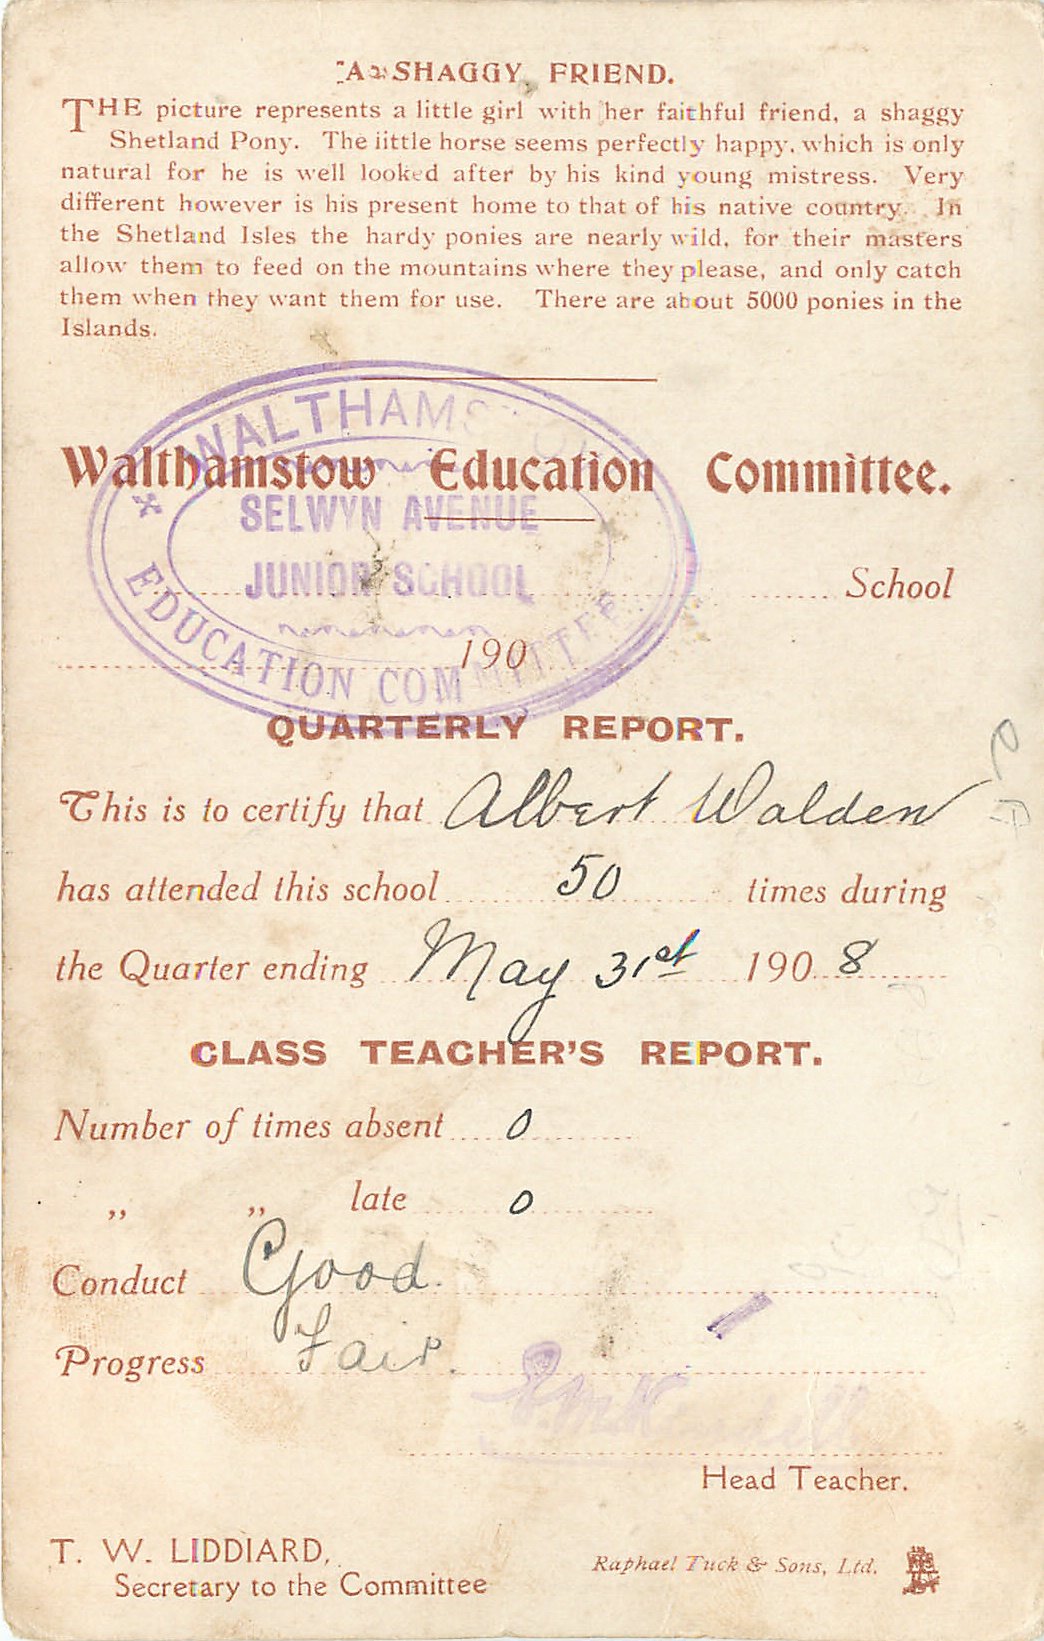 "A SHAGGY FRIEND.
THE picture represents a little girl with her faithful friend, a shaggy
Shetland Pony. The little horse seems perfectly happy, which is only
natural for he is well looked after by his kind young mistress. Very
different however is his present home to that of his native country. In
the Shetland Isles the hardy ponies are nearly wild, for their masters
allow them to feed on the mountains where they please, and only catch
them when they want them for use. There are about 5000 ponies in the
Islands.
WALTHAMSTOW
Walthamstow Education Committee.
SELWYN AVENUE
JUNIOR SCHOOL
School
EDUCATION COMMITTEE
190
QUARTERLY REPORT.
This is to certify that Albert Walden
has attended this school 50 times during
the Quarter ending May 31st 1908
CLASS TEACHER'S REPORT.
Number of times absent 0
„ „ late 0
Conduct Good.
Progress Fair.
Head Teacher.
T. W. LIDDIARD,
Secretary to the Committee
Raphael Tuck & Sons, Ltd.